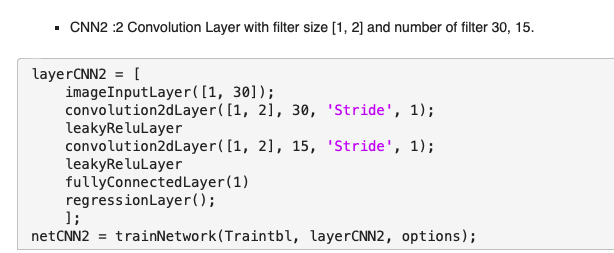 ▪ CNN2 :2 Convolution Layer with filter size [1, 2] and number of filter 30, 15.
layerCNN2 = [
    imageInputLayer([1, 30]);
    convolution2dLayer([1, 2], 30, 'Stride', 1);
    leakyReluLayer
    convolution2dLayer([1, 2], 15, 'Stride', 1);
    leakyReluLayer
    fullyConnectedLayer(1)
    regressionLayer();
    ];
netCNN2 = trainNetwork(Traintbl, layerCNN2, options);